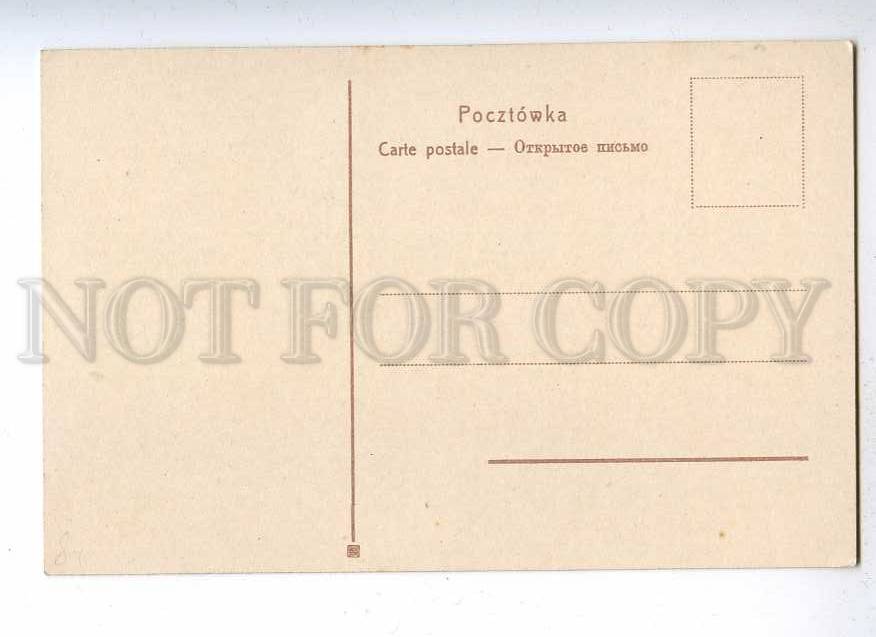 Pocztówka
Carte postale — Открытое письмо
NOT FOR COPY